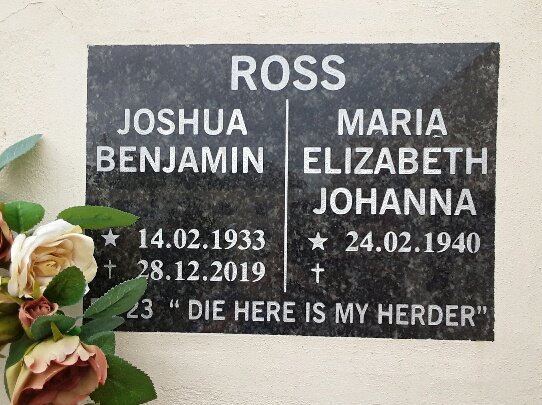 ROSS
JOSHUA
BENJAMIN
★ 14.02.1933
✝ 28.12.2019
MARIA
ELIZABETH
JOHANNA
★ 24.02.1940
✝
23 “ DIE HERE IS MY HERDER”